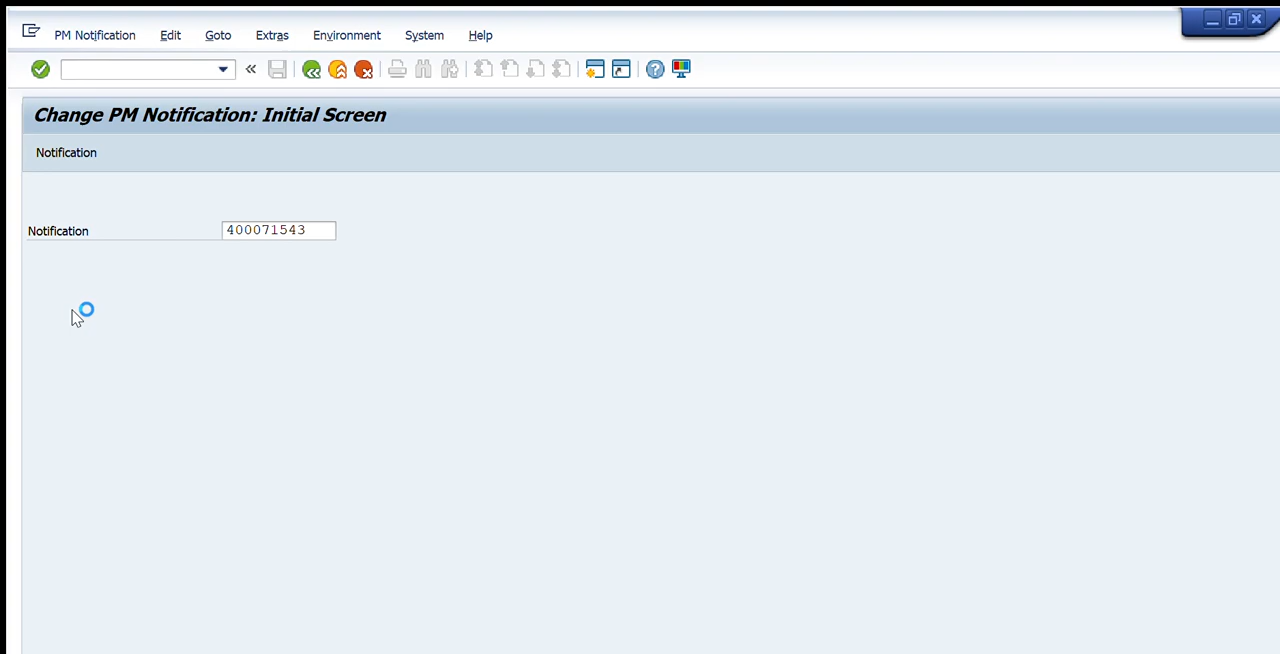 PM Notification Edit Goto Extras Environment System Help
Change PM Notification: Initial Screen
Notification
Notification 400071543